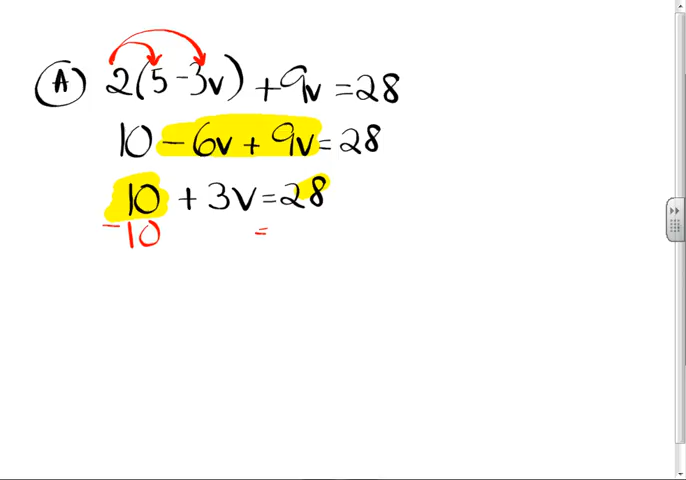 A 2(5-3v) + 9v = 28
10 - 6v + 9v = 28
10 + 3v = 28
-10 =